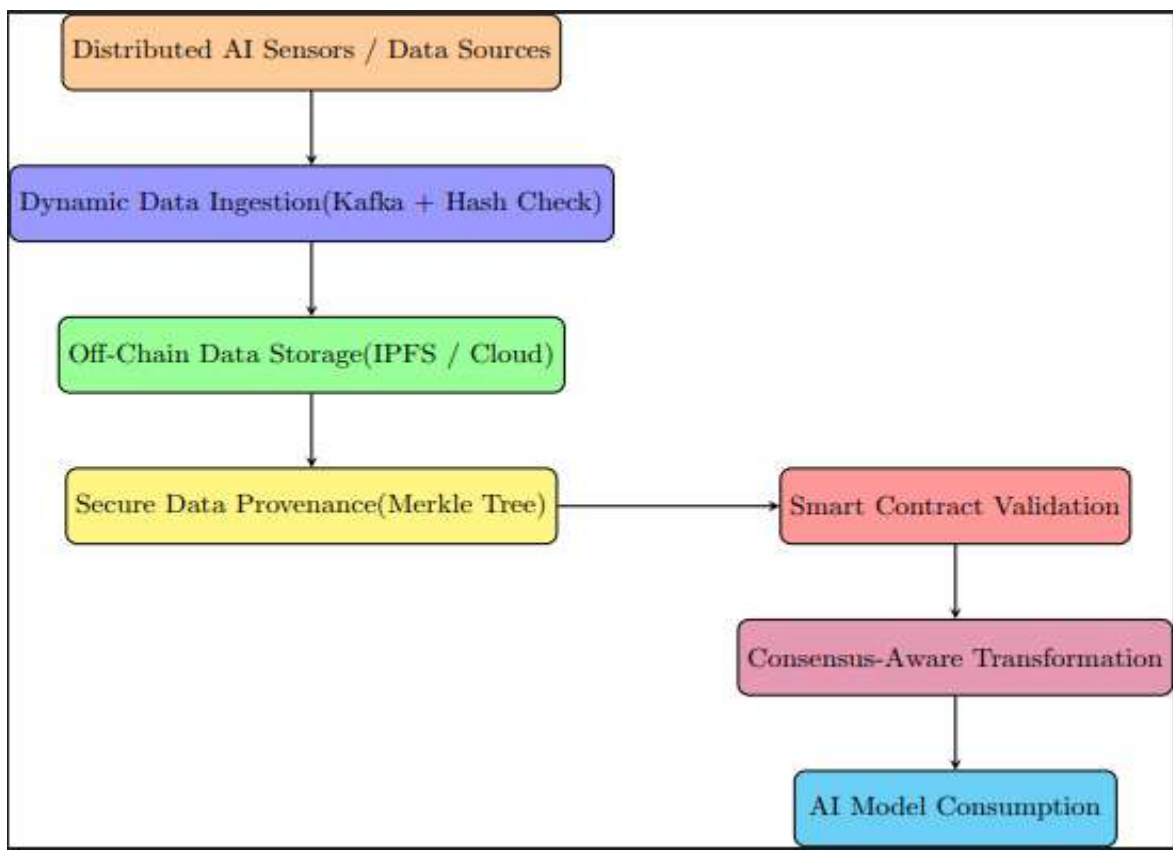 Distributed AI Sensors / Data Sources
Dynamic Data Ingestion(Kafka + Hash Check)
Off-Chain Data Storage(IPFS / Cloud)
Secure Data Provenance(Merkle Tree)
Smart Contract Validation
Consensus-Aware Transformation
AI Model Consumption